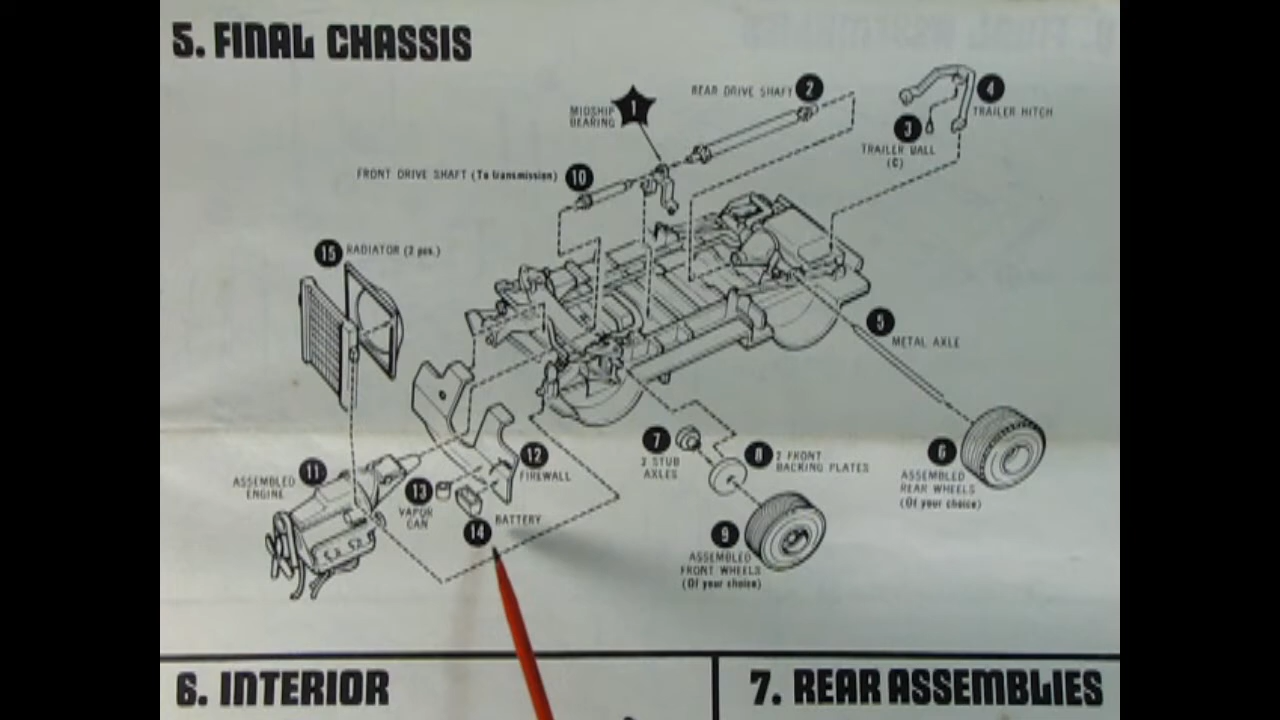 5. FINAL CHASSIS
REAR DRIVE SHAFT 2
4
TRAILER HITCH
MIDSHIP
BEARING
1
3
TRAILER BALL
(C)
FRONT DRIVE SHAFT (To transmission) 10
15 RADIATOR (2 pcs.)
5
METAL AXLE
6
ASSEMBLED
REAR WHEELS
(Of your choice)
7
2 STUB
AXLES
8 2 FRONT
BACKING PLATES
11
ASSEMBLED
ENGINE
12
FIREWALL
13
VAPOR
CAN
BATTERY
14
9
ASSEMBLED
FRONT WHEELS
(Of your choice)
6. INTERIOR
7. REAR ASSEMBLIES